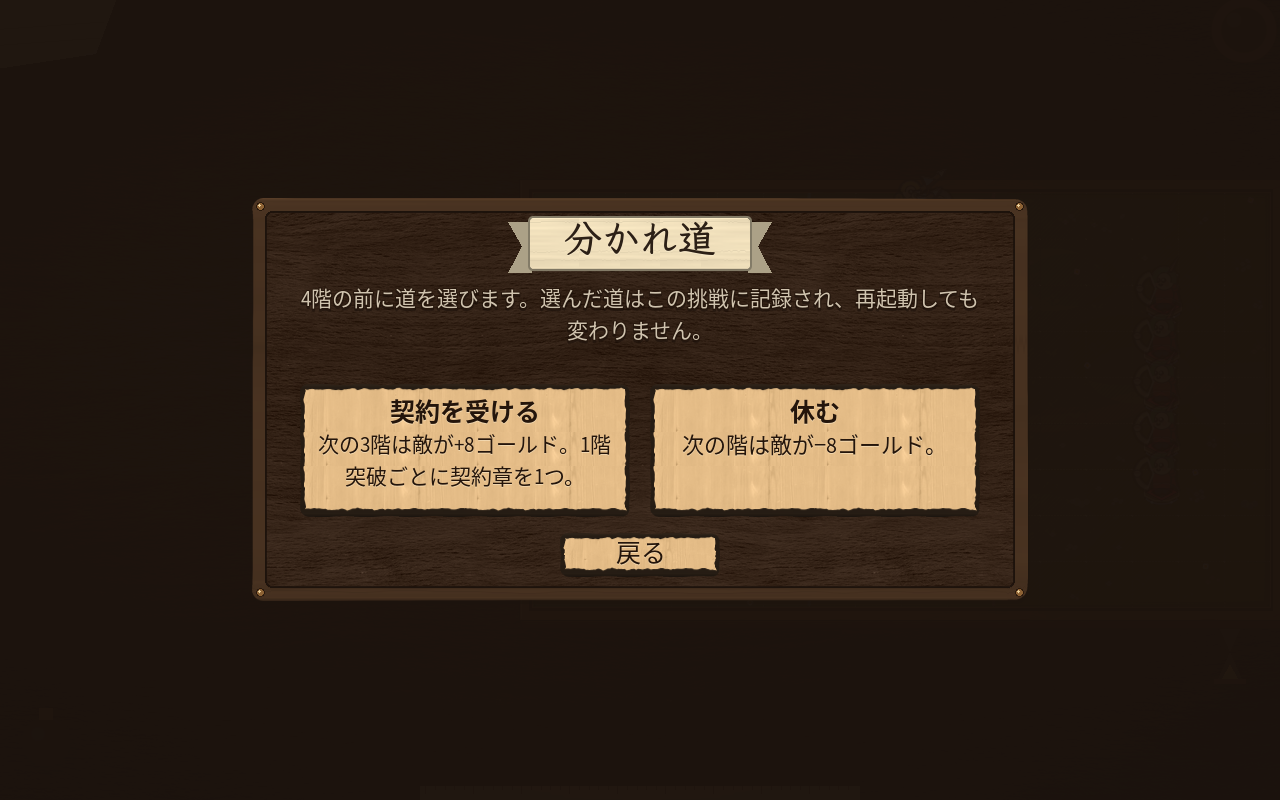 分かれ道
4階の前に道を選びます。選んだ道はこの挑戦に記録され、再起動しても
変わりません。
契約を受ける
次の3階は敵が+8ゴールド。1階
突破ごとに契約章を1つ。
休む
次の階は敵が−8ゴールド。
戻る